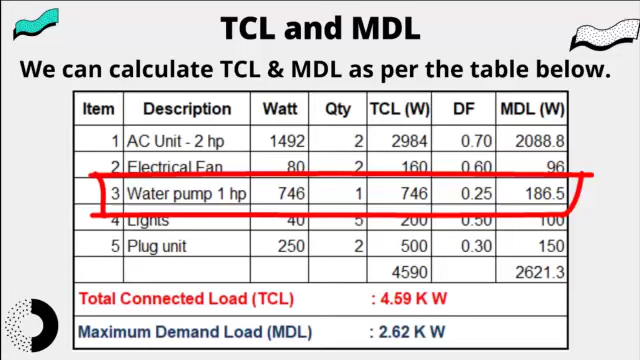 TCL and MDL
We can calculate TCL & MDL as per the table below.
Item Description Watt Qty TCL (W) DF MDL (W)
1 AC Unit - 2 hp 1492 2 2984 0.70 2088.8
2 Electrical Fan 80 2 160 0.60 96
3 Water pump 1 hp 746 1 746 0.25 186.5
4 Lights 40 5 200 0.50 100
5 Plug unit 250 2 500 0.30 150
4590 2621.3
Total Connected Load (TCL) : 4.59 K W
Maximum Demand Load (MDL) : 2.62 K W